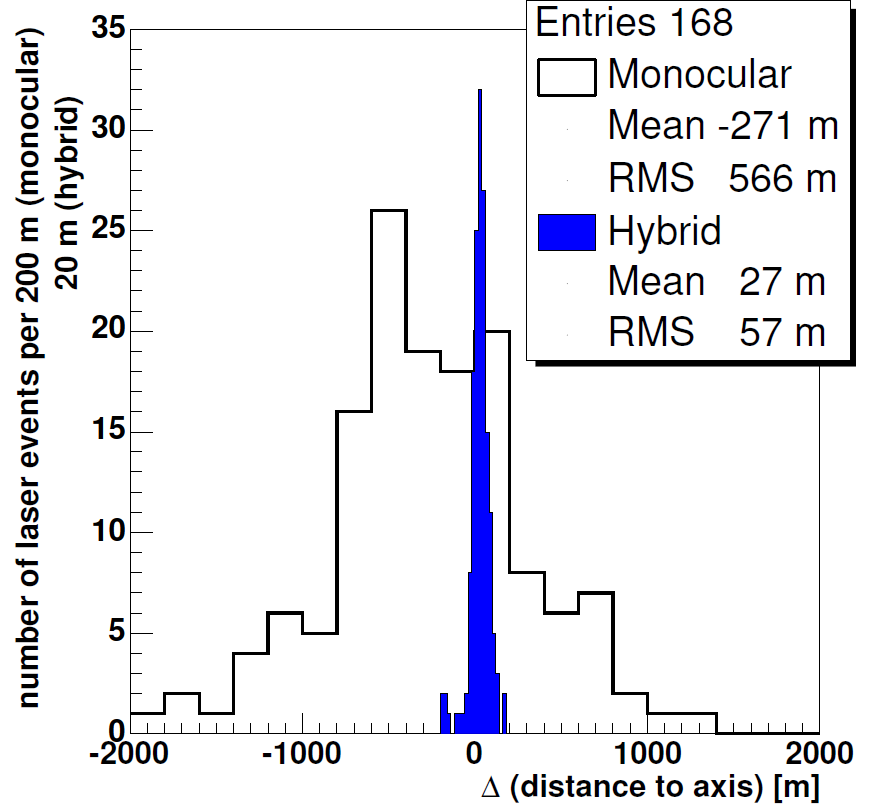 number of laser events per 200 m (monocular)
20 m (hybrid)
35
30
25
20
15
10
5
0
Entries 168
Monocular
Mean -271 m
RMS 566 m
Hybrid
Mean 27 m
RMS 57 m
-2000
-1000
0
1000
2000
Δ (distance to axis) [m]